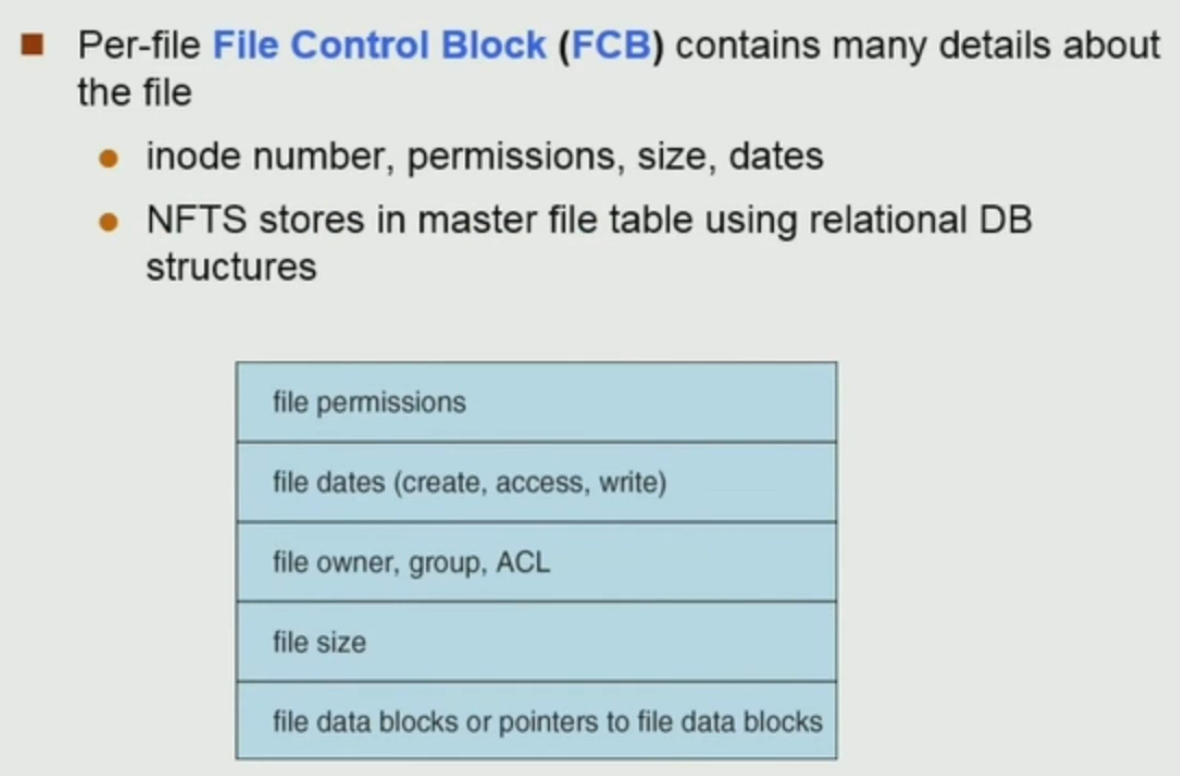 Per-file File Control Block (FCB) contains many details about
the file
inode number, permissions, size, dates
NFTS stores in master file table using relational DB
structures
file permissions
file dates (create, access, write)
file owner, group, ACL
file size
file data blocks or pointers to file data blocks